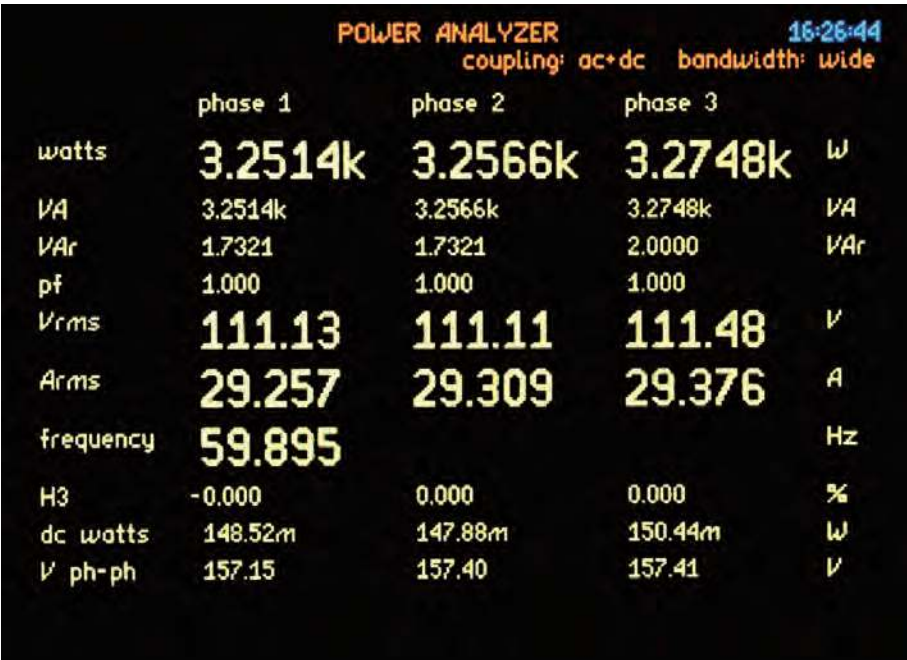 POWER ANALYZER 16:26:44
coupling: ac+dc bandwidth: wide
phase 1 phase 2 phase 3
watts 3.2514k 3.2566k 3.2748k W
VA 3.2514k 3.2566k 3.2748k VA
VAr 1.7321 1.7321 2.0000 VAr
pf 1.000 1.000 1.000
Vrms 111.13 111.11 111.48 V
Arms 29.257 29.309 29.376 A
frequency 59.895 Hz
H3 -0.000 0.000 0.000 %
dc watts 148.52m 147.88m 150.44m W
V ph-ph 157.15 157.40 157.41 V